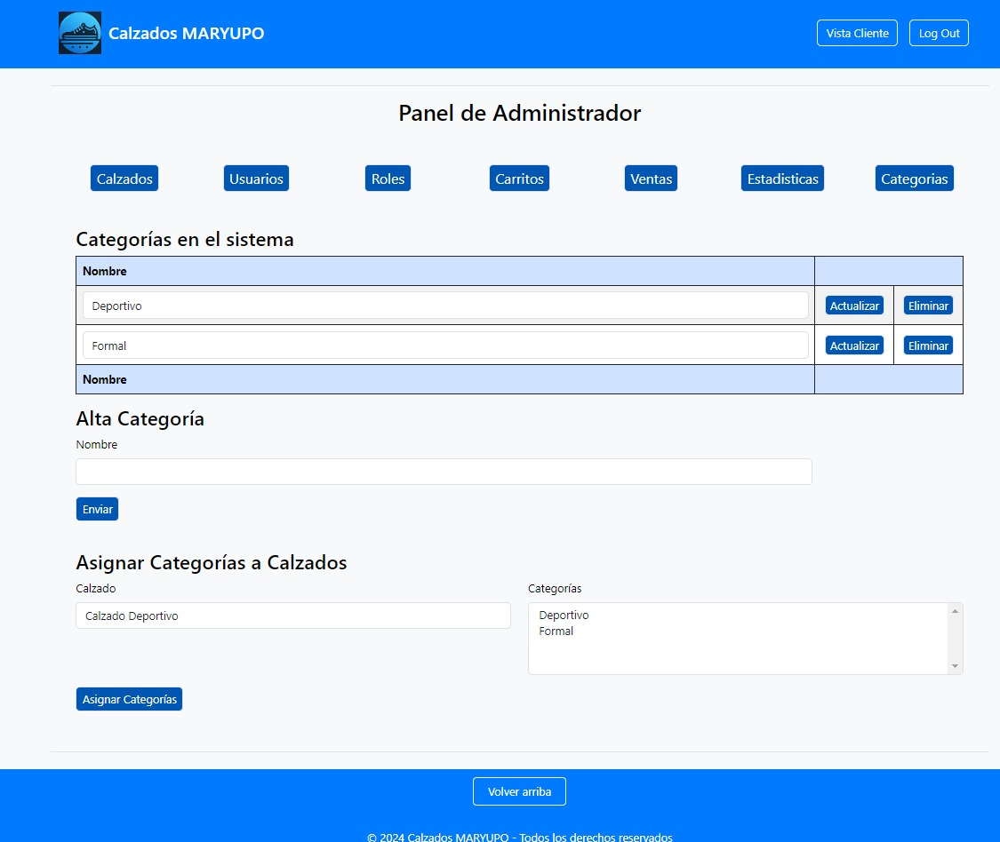 Calzados MARYUPO
Vista Cliente
Log Out
Panel de Administrador
Calzados
Usuarios
Roles
Carritos
Ventas
Estadisticas
Categorias
Categorías en el sistema
Nombre
Deportivo
Actualizar
Eliminar
Formal
Actualizar
Eliminar
Nombre
Alta Categoría
Nombre
Enviar
Asignar Categorías a Calzados
Calzado
Categorías
Calzado Deportivo
Deportivo
Formal
Asignar Categorías
Volver arriba
© 2024 Calzados MARYUPO - Todos los derechos reservados